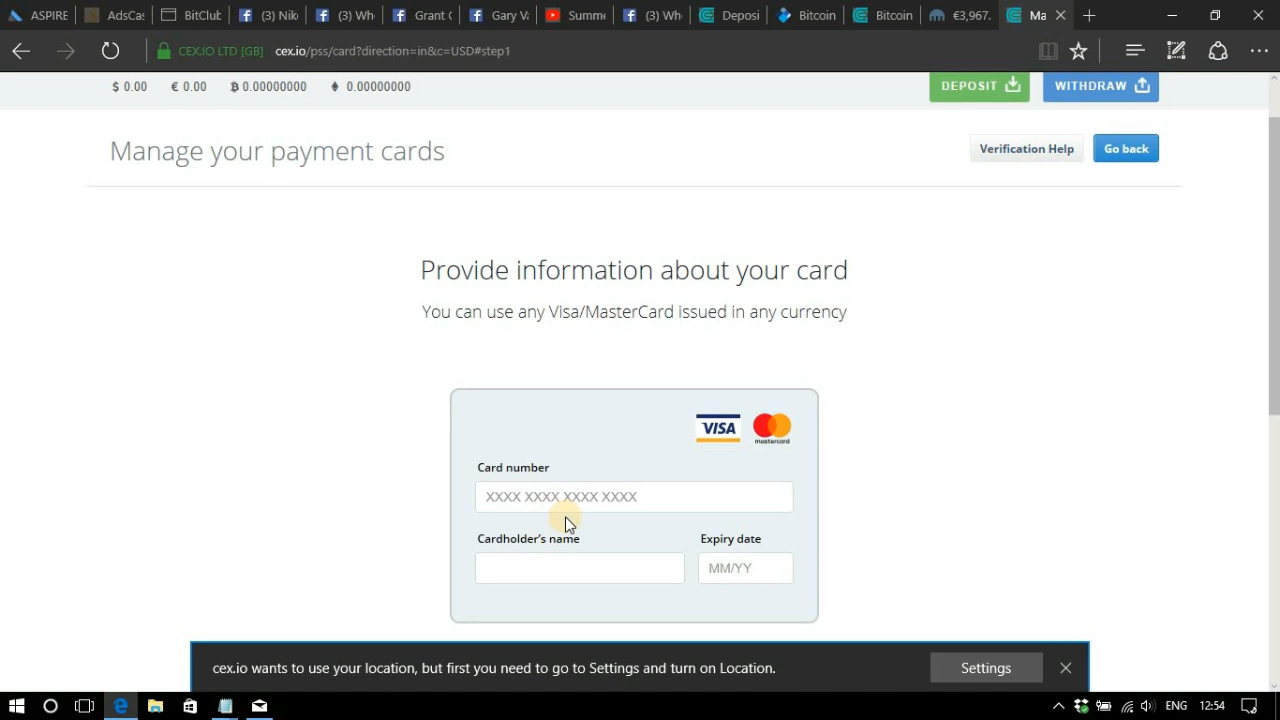 ASPIRE
AdsCas
BitClub
(3) Nik
(3) Wh
Grant C
Gary Va
Summe
(3) Wh
Deposi
Bitcoin
Bitcoin
€3,967.
Ma
CEX.IO LTD [GB] cex.io/pss/card?direction=in&c=USD#step1
$ 0.00 € 0.00 ฿ 0.00000000 0.00000000
DEPOSIT
WITHDRAW
Manage your payment cards
Verification Help
Go back
Provide information about your card
You can use any Visa/MasterCard issued in any currency
VISA
mastercard
Card number
XXXX XXXX XXXX XXXX
Cardholder's name
Expiry date
MM/YY
cex.io wants to use your location, but first you need to go to Settings and turn on Location.
Settings
ENG
12:54